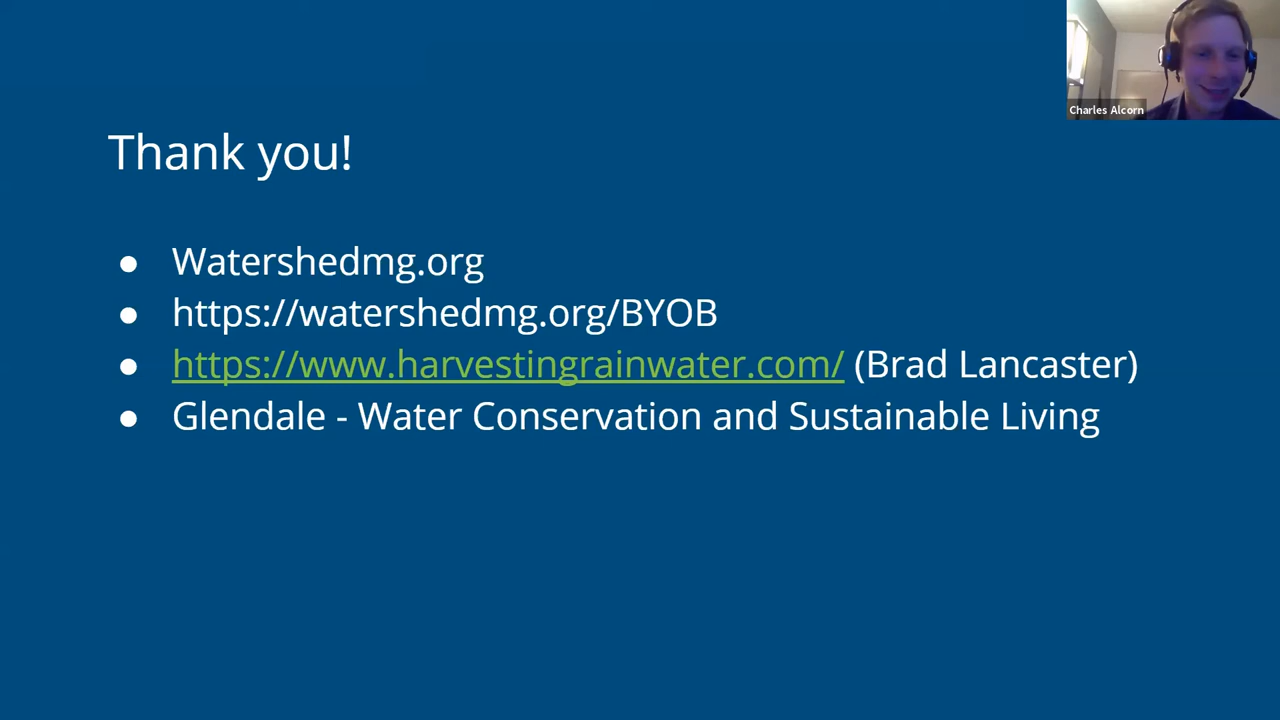 Charles Alcorn
Thank you!
● Watershedmg.org
● https://watershedmg.org/BYOB
● https://www.harvestingrainwater.com/ (Brad Lancaster)
● Glendale - Water Conservation and Sustainable Living